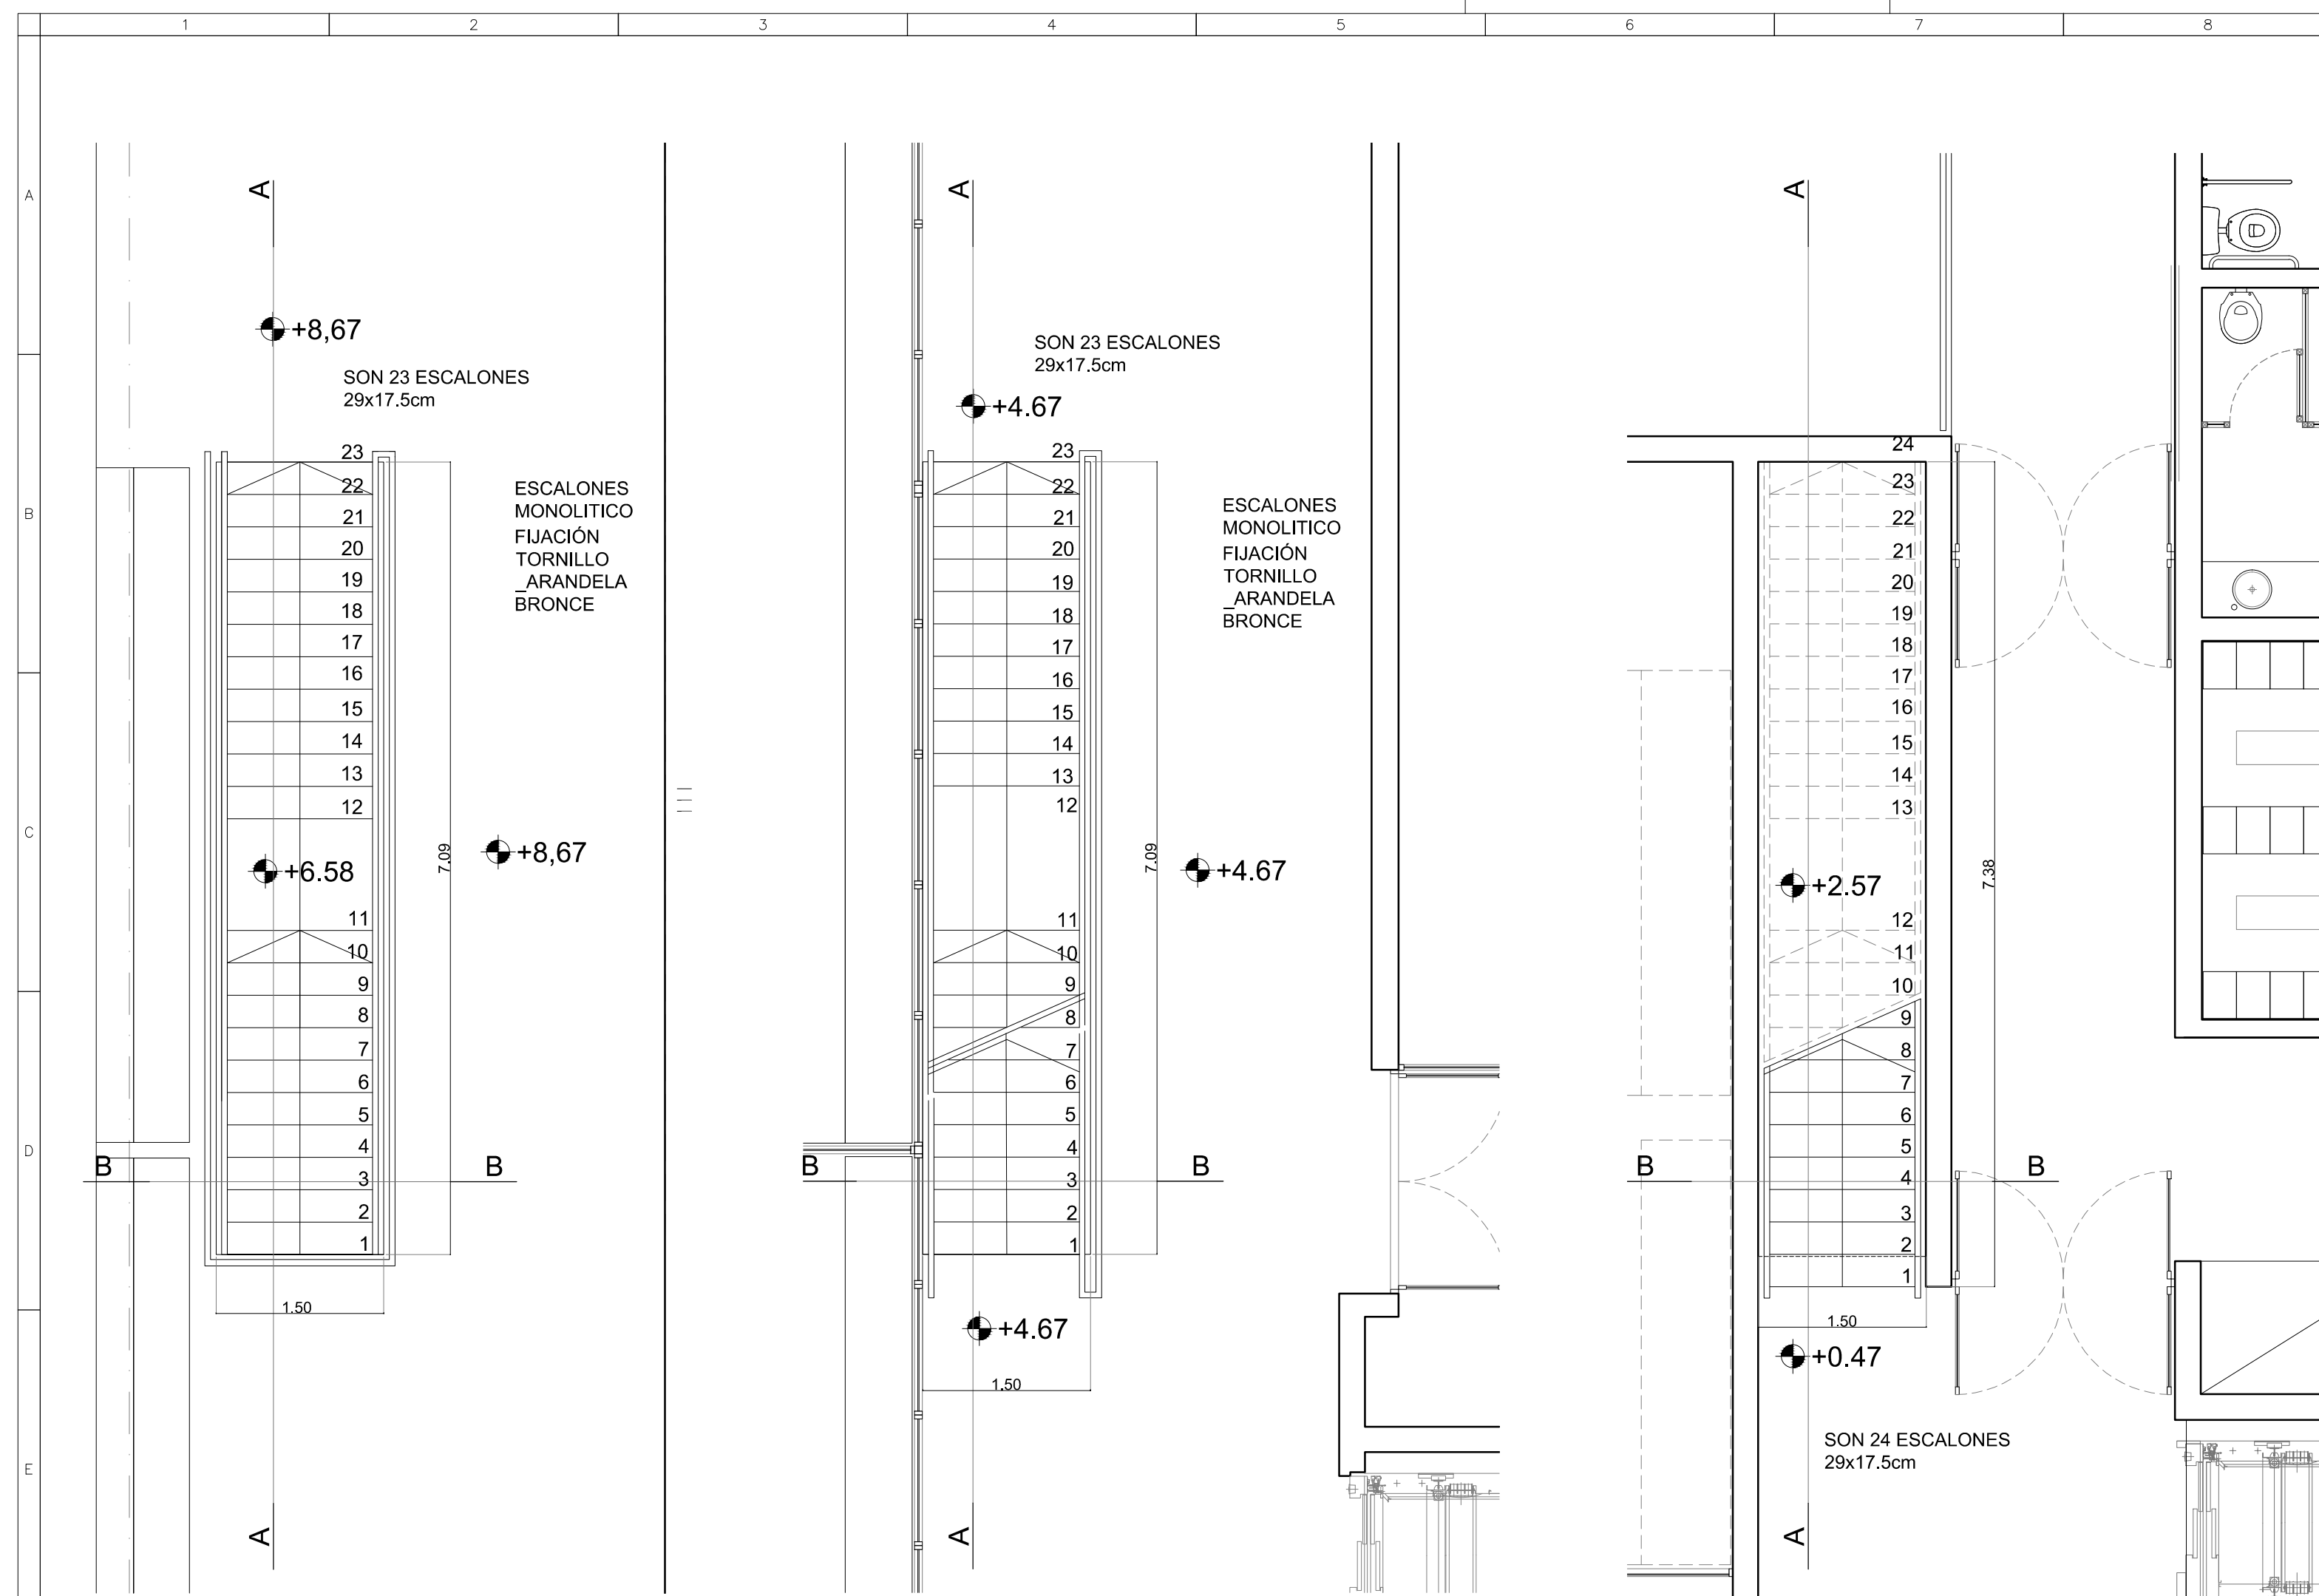 1 2 3 4 5 6 7 8
A
B
C
D
E
A
+8,67
SON 23 ESCALONES
29x17.5cm
23
22
21
20
19
18
17
16
15
14
13
12
+6.58
11
10
9
8
7
6
5
4
3
2
1
ESCALONES
MONOLITICO
FIJACIÓN
TORNILLO
_ARANDELA
BRONCE
7.09
+8,67
B B
1.50
A
A
SON 23 ESCALONES
29x17.5cm
+4.67
23
22
21
20
19
18
17
16
15
14
13
12
11
10
9
8
7
6
5
4
3
2
1
ESCALONES
MONOLITICO
FIJACIÓN
TORNILLO
_ARANDELA
BRONCE
7.09
+4.67
B B
+4.67
1.50
A
A
24
23
22
21
20
19
18
17
16
15
14
13
+2.57
12
11
10
9
8
7
6
5
4
3
2
1
7.38
B B
1.50
+0.47
SON 24 ESCALONES
29x17.5cm
A